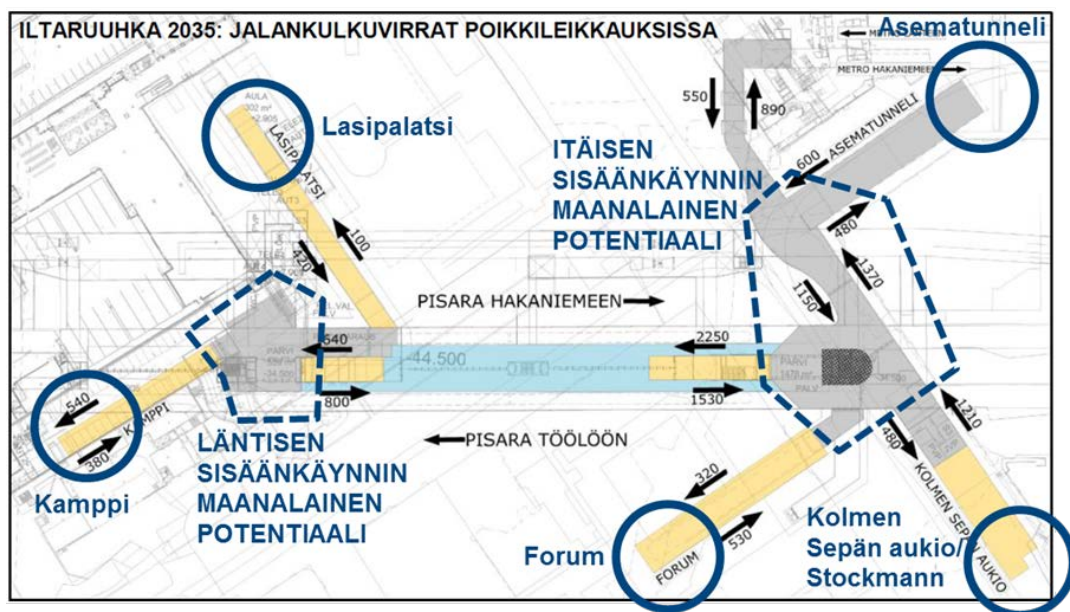 ILTARUUHKA 2035: JALANKULKUVIRRAT POIKKILEIKKAUKSISSA
Asematunneli
METRO HAKANIEMEEN
550
890
ASEMATUNNELI
600
480
AULA
Lasipalatsi
LASIPALATSI
100
420
ITÄISEN
SISÄÄNKÄYNNIN
MAANALAINEN
POTENTIAALI
1370
1150
PISARA HAKANIEMEEN
640
-44.500
2250
800
1530
540
380
KAMPPI
Kamppi
LÄNTISEN
SISÄÄNKÄYNNIN
MAANALAINEN
POTENTIAALI
PISARA TÖÖLÖÖN
320
530
FORUM
Forum
1210
480
KOLMEN SEPÄN AUKIO
Kolmen
Sepän aukio/
Stockmann